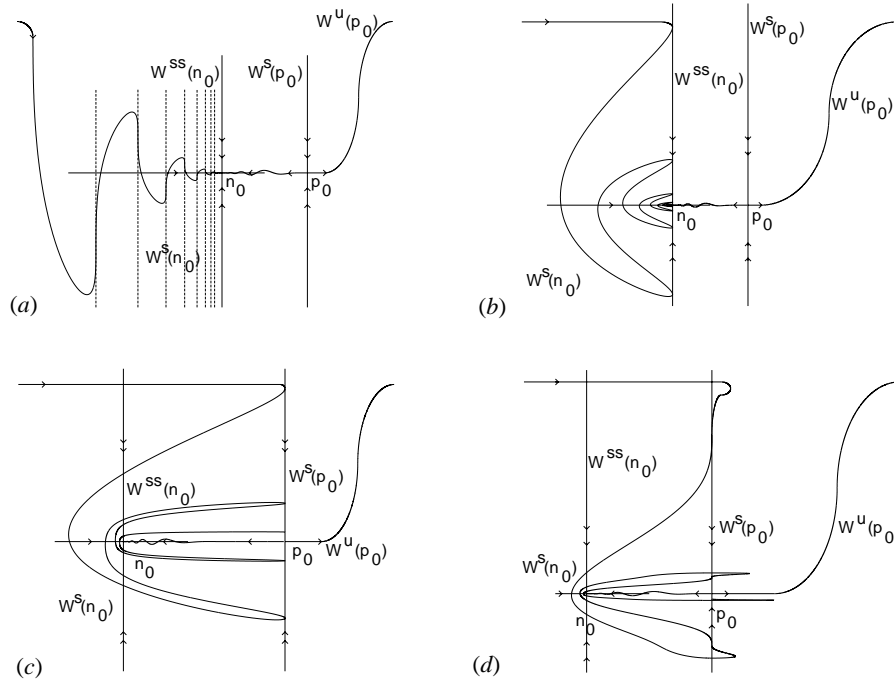 W^u(p_0)
W^ss(n_0) W^s(p_0)
n_0 p_0
W^s(n_0)
(a)
W^s(p_0)
W^ss(n_0)
W^u(p_0)
n_0 p_0
W^s(n_0)
(b)
W^s(p_0)
W^ss(n_0)
n_0 p_0 W^u(p_0)
W^s(n_0)
(c)
W^ss(n_0)
W^s(p_0) W^u(p_0)
W^s(n_0)
n_0 p_0
(d)